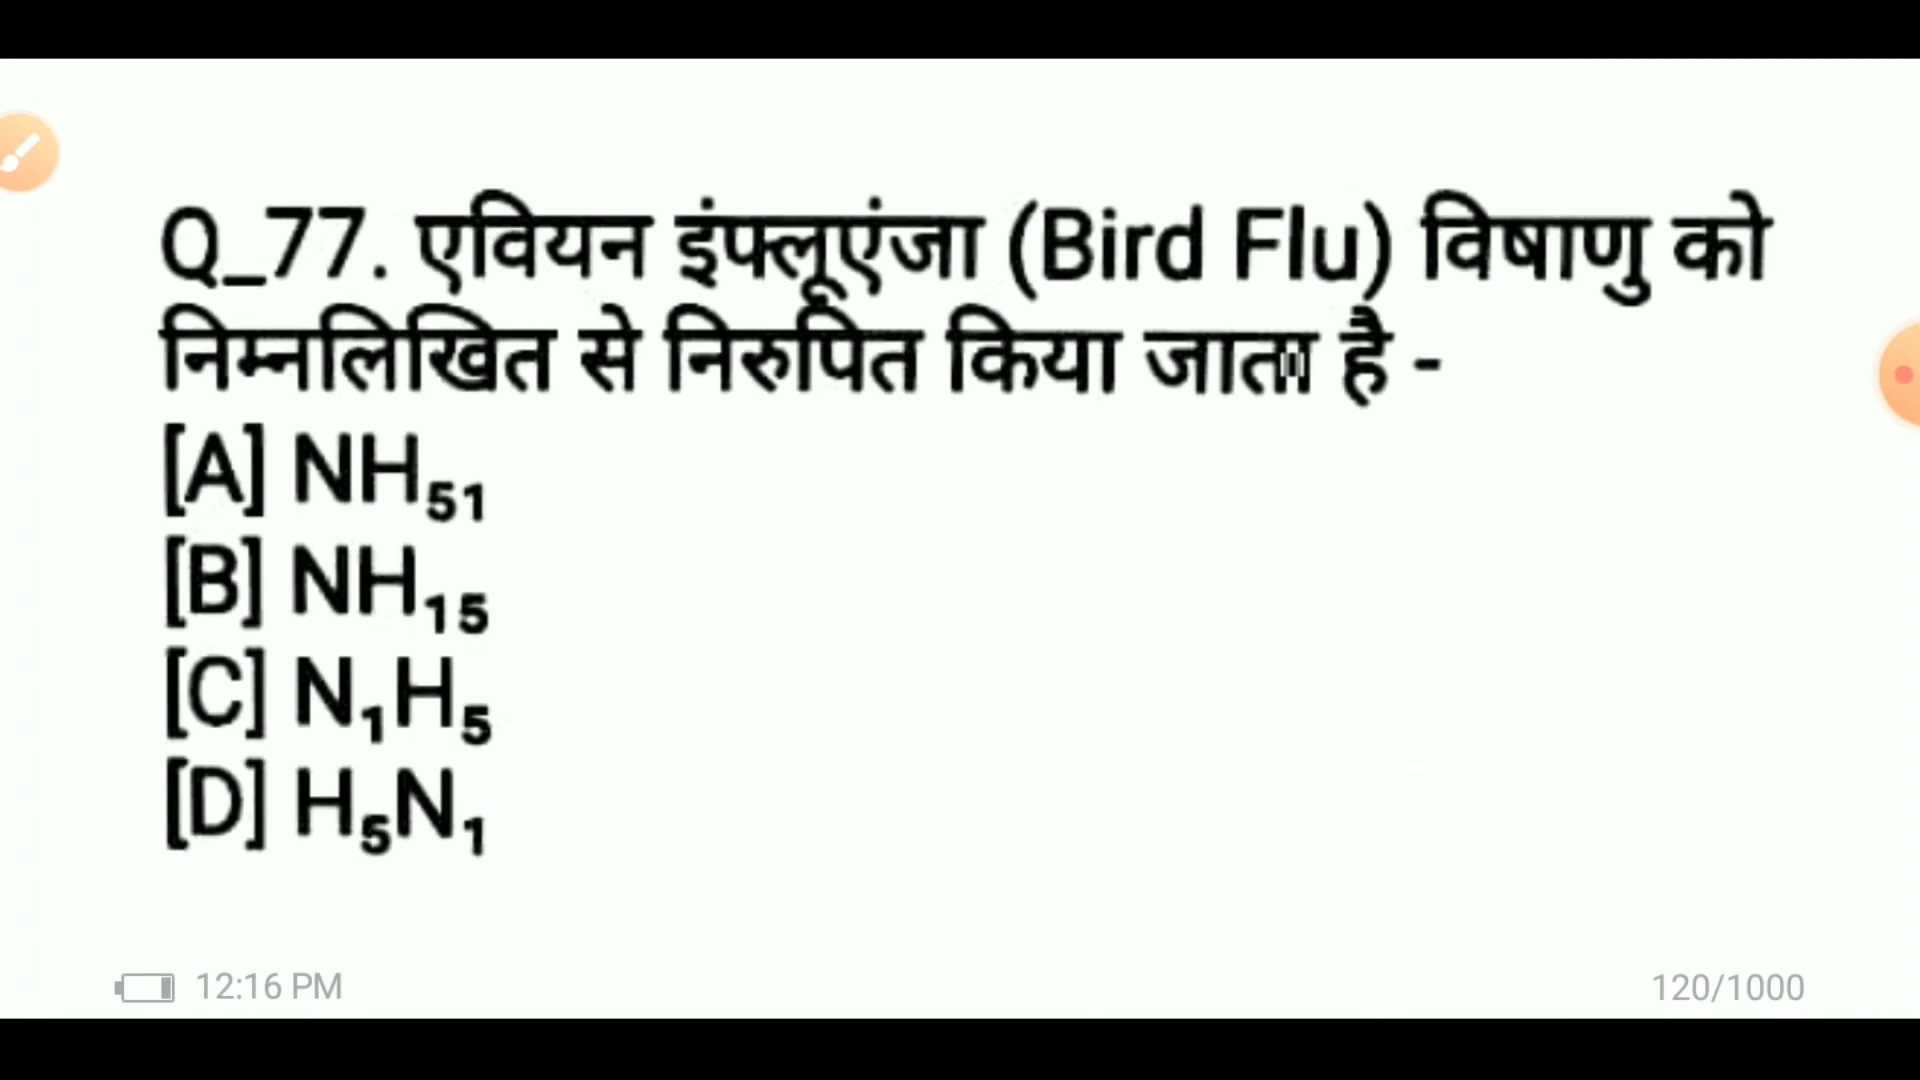 Q_77. एवियन इंफ्लूएंजा (Bird Flu) विषाणु को
निम्नलिखित से निरुपित किया जाता है -
[A] NH₅₁
[B] NH₁₅
[C] N₁H₅
[D] H₅N₁
12:16 PM
120/1000